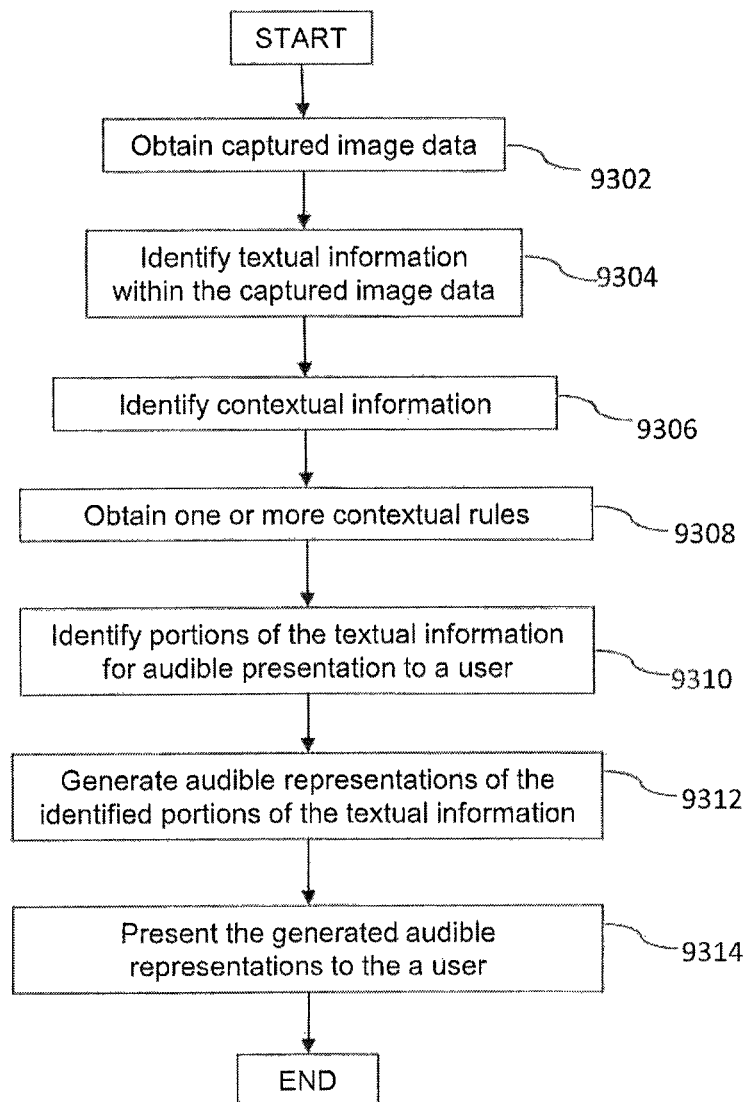 START
Obtain captured image data
9302
Identify textual information
within the captured image data
9304
Identify contextual information
9306
Obtain one or more contextual rules
9308
Identify portions of the textual information
for audible presentation to a user
9310
Generate audible representations of the
identified portions of the textual information
9312
Present the generated audible
representations to the a user
9314
END